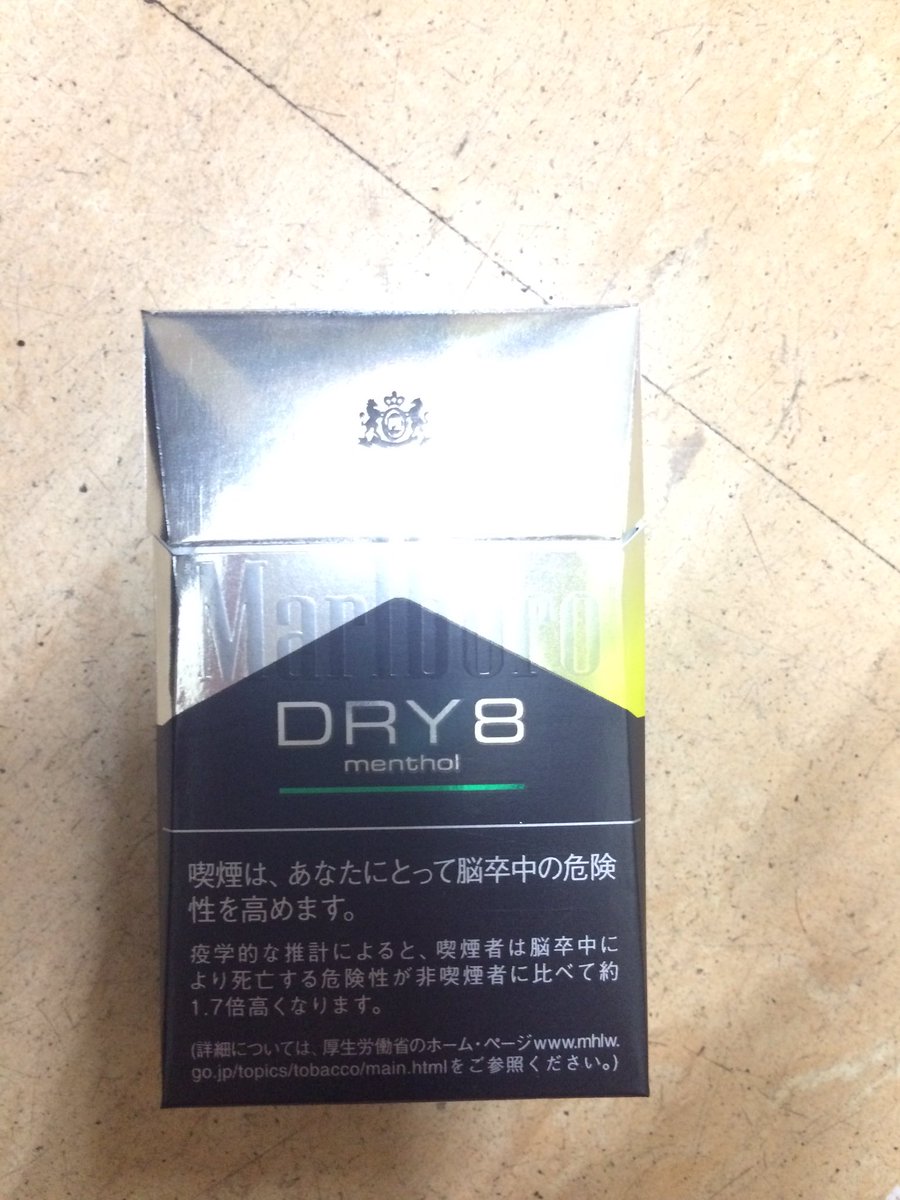 Marlboro
DRY 8
menthol
喫煙は、あなたにとって脳卒中の危険
性を高めます。
疫学的な推計によると、喫煙者は脳卒中に
より死亡する危険性が非喫煙者に比べて約
1.7倍高くなります。
(詳細については、厚生労働省のホーム・ページwww.mhlw.
go.jp/topics/tobacco/main.htmlをご参照ください。)